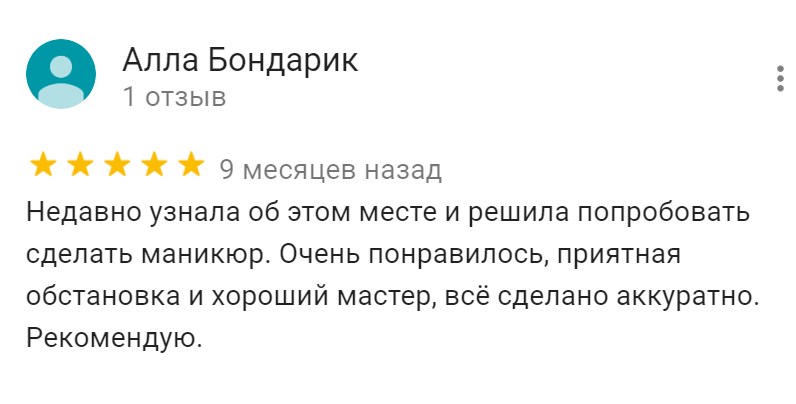 Алла Бондарик
1 отзыв
9 месяцев назад
Недавно узнала об этом месте и решила попробовать
сделать маникюр. Очень понравилось, приятная
обстановка и хороший мастер, всё сделано аккуратно.
Рекомендую.